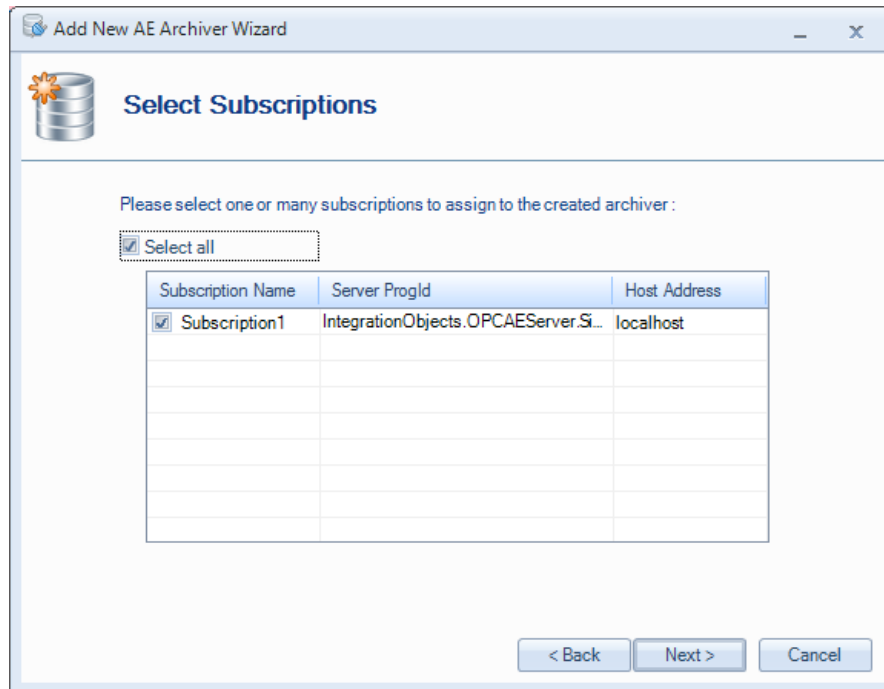 Add New AE Archiver Wizard
Select Subscriptions
Please select one or many subscriptions to assign to the created archiver :
Select all
Subscription Name Server ProgId Host Address
Subscription1 IntegrationObjects.OPCAEServer.Si... localhost
< Back Next > Cancel